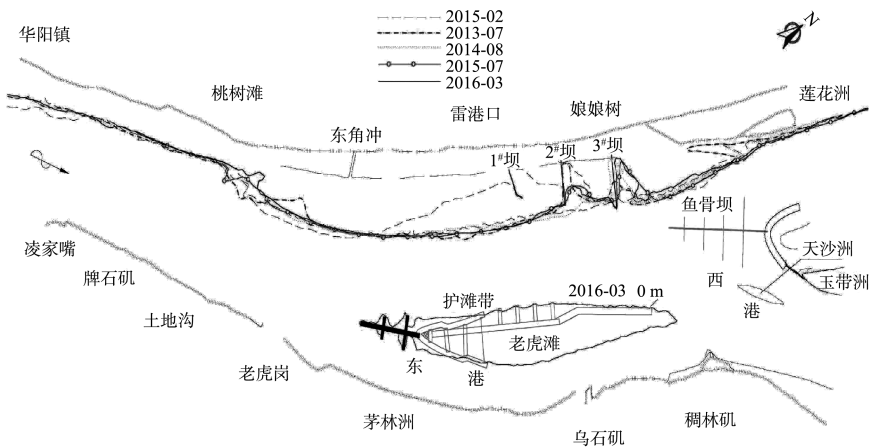 2015-02
2013-07
2014-08
2015-07
2016-03
N
华阳镇
桃树滩
东角冲
雷港口
娘娘树
莲花洲
1#坝
2#坝
3#坝
鱼骨坝
天沙洲
玉带洲
西
港
凌家嘴
牌石矶
土地沟
老虎岗
护滩带
2016-03 0 m
老虎滩
东
港
茅林洲
乌石矶
稠林矶